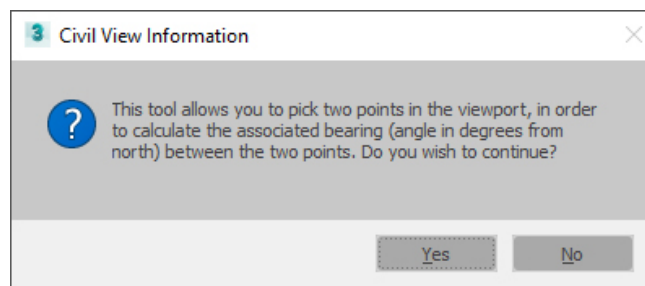 3 Civil View Information
This tool allows you to pick two points in the viewport, in order
to calculate the associated bearing (angle in degrees from
north) between the two points. Do you wish to continue?
Yes No